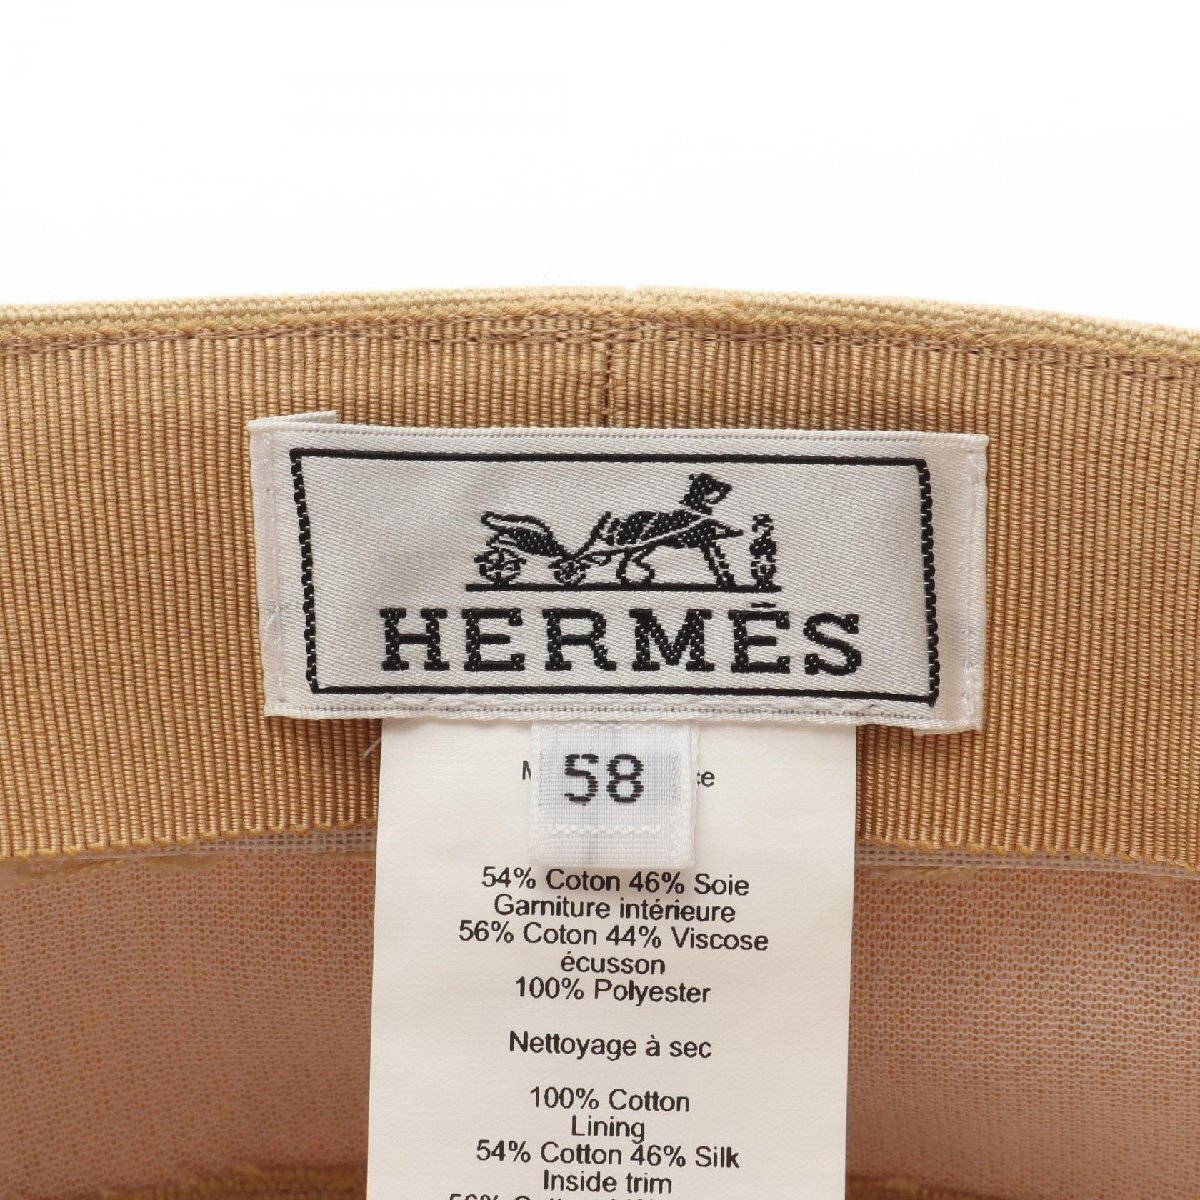 HERMÈS
58
54% Coton 46% Soie
Garniture intérieure
56% Coton 44% Viscose
écusson
100% Polyester
Nettoyage à sec
100% Cotton
Lining
54% Cotton 46% Silk
Inside trim